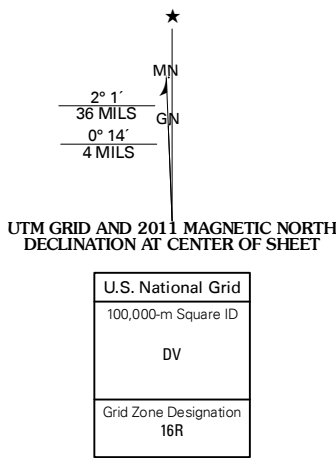 ★
MN
2° 1´
36 MILS
GN
0° 14´
4 MILS
UTM GRID AND 2011 MAGNETIC NORTH
DECLINATION AT CENTER OF SHEET
U.S. National Grid
100,000-m Square ID
DV
Grid Zone Designation
16R